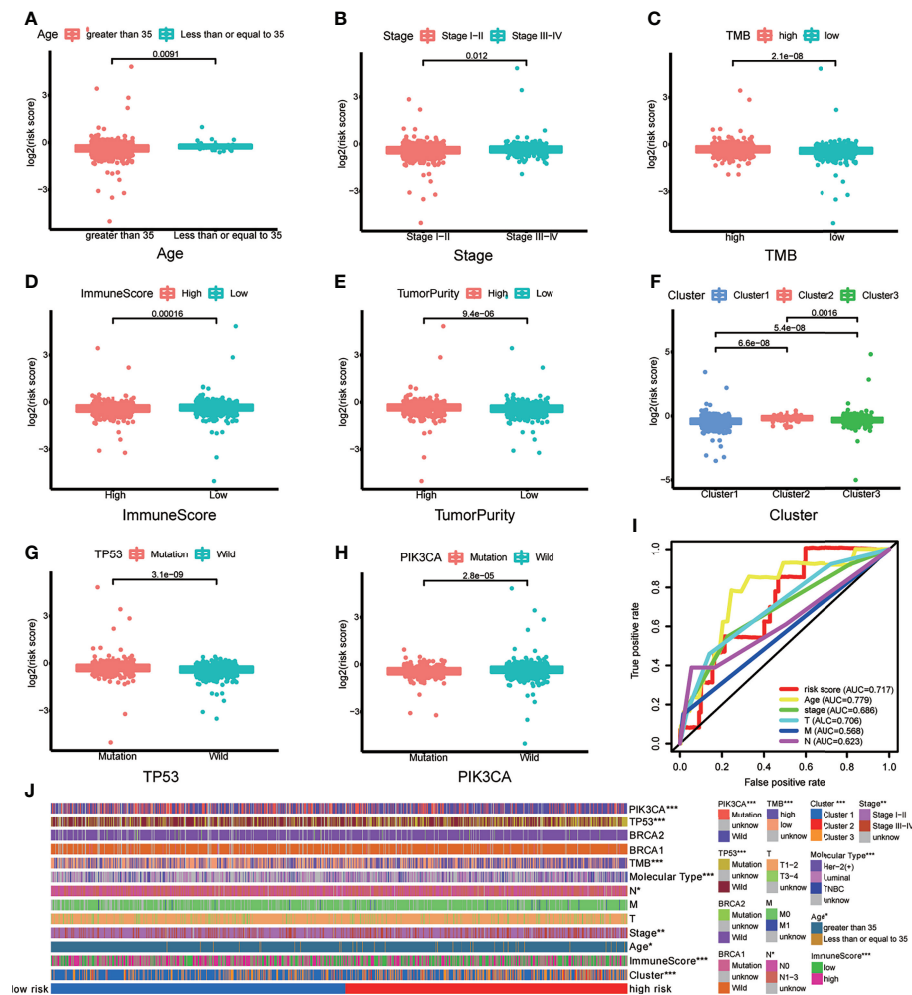 A
Age greater than 35 Less than or equal to 35
0.0091
log2(risk score)
3
0
−3
greater than 35 Less than or equal to 35
Age
B
Stage Stage I−II Stage III−IV
0.012
log2(risk score)
3
0
−3
Stage I−II Stage III−IV
Stage
C
TMB high low
2.1e−08
log2(risk score)
3
0
−3
high low
TMB
D
ImmuneScore High Low
0.00016
log2(risk score)
3
0
−3
High Low
ImmuneScore
E
TumorPurity High Low
9.4e−06
log2(risk score)
3
0
−3
High Low
TumorPurity
F
Cluster Cluster1 Cluster2 Cluster3
0.0016
5.4e−08
6.6e−08
log2(risk score)
5
0
−5
Cluster1 Cluster2 Cluster3
Cluster
G
TP53 Mutation Wild
3.1e−09
log2(risk score)
3
0
−3
Mutation Wild
TP53
H
PIK3CA Mutation Wild
2.8e−05
log2(risk score)
3
0
−3
Mutation Wild
PIK3CA
I
True positive rate
1.0
0.8
0.6
0.4
0.2
0.0
risk score (AUC=0.717)
Age (AUC=0.779)
stage (AUC=0.686)
T (ALC=0.706)
M (AUC=0.568)
N (AUC=0.623)
0.0 0.2 0.4 0.6 0.8 1.0
False positive rate
J
PIK3CA***
TP53***
BRCA2
BRCA1
TMB***
Molecular Type***
N*
M
T
Stage**
Age*
ImmuneScore***
Cluster***
low risk high risk
PIK3CA***
Mutation
unknow
Wild
TMB***
high
low
unknow
Cluster ***
Cluster 1
Cluster 2
Cluster 3
Stage**
Stage I−II
Stage III−IV
unknow
TP53***
Mutation
unknow
Wild
T
T1−2
T3−4
unknow
Molecular Type***
Her−2(+)
Luminal
TNBC
unknow
BRCA2
Mutation
unknow
Wild
M
M0
M1
unknow
Age*
greater than 35
Less than or equal to 35
BRCA1
Mutation
unknow
Wild
N*
N0
N1−3
unknow
ImmuneScore***
low
high